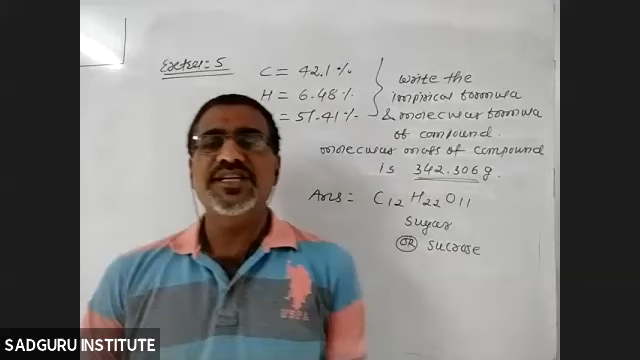 Exercise: 5
C = 42.1 %
H = 6.48 %
= 51.41 %
write the
impirical formula
& molecular formula
of compound.
molecular mass of compound
is 342.306 g.
Ans = C12 H22 O11
sugar
OR sucrose
U.S.P.A.
SADGURU INSTITUTE